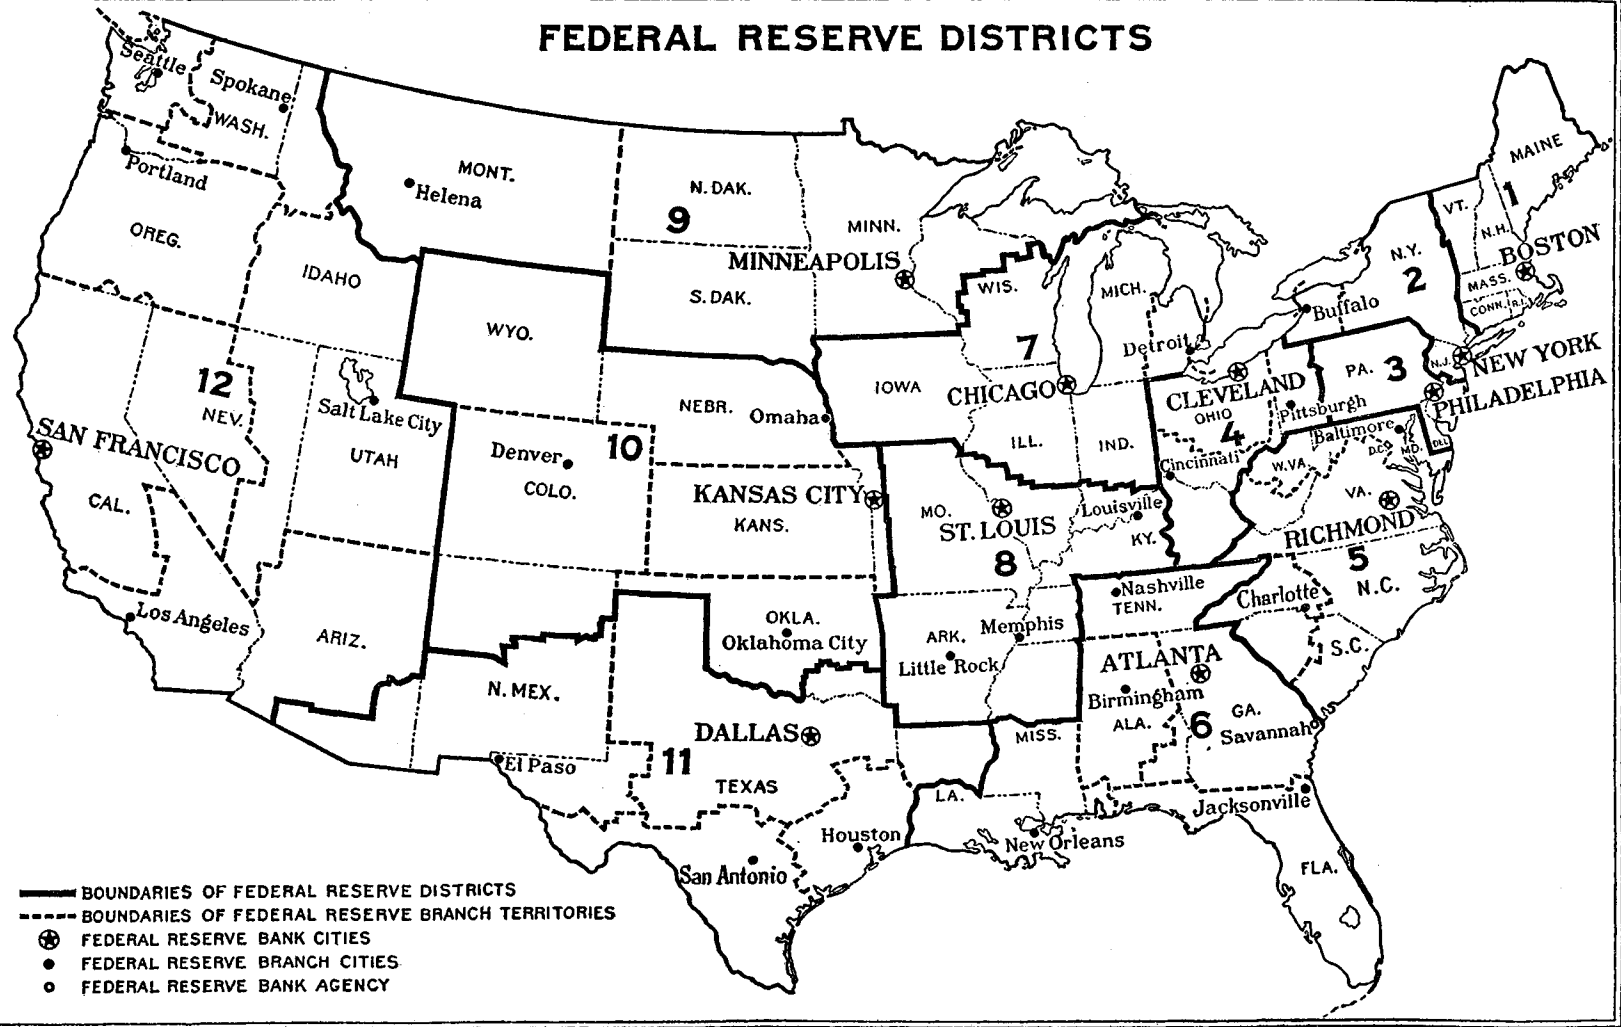 FEDERAL RESERVE DISTRICTS
Seattle
Spokane
WASH.
Portland
OREG.
MONT.
Helena
IDAHO
N. DAK.
9
MINN.
MINNEAPOLIS
S. DAK.
WYO.
WIS.
MICH.
7
Detroit
MAINE
1
VT.
N.H.
BOSTON
MASS.
CONN.
R.I.
N.Y.
2
Buffalo
NEW YORK
N.J.
PA.
3
PHILADELPHIA
12
NEV.
Salt Lake City
UTAH
SAN FRANCISCO
CAL.
Los Angeles
ARIZ.
NEBR.
Omaha
IOWA
CHICAGO
ILL.
IND.
CLEVELAND
OHIO
4
Pittsburgh
Cincinnati
Baltimore
D.C.
MD.
DEL.
W.VA.
VA.
RICHMOND
5
N.C.
Charlotte
S.C.
Denver
10
COLO.
KANSAS CITY
KANS.
MO.
ST. LOUIS
8
Louisville
KY.
Nashville
TENN.
OKLA.
Oklahoma City
ARK.
Memphis
Little Rock
ATLANTA
Birmingham
ALA.
6
GA.
Savannah
N. MEX.
El Paso
DALLAS
11
TEXAS
MISS.
LA.
New Orleans
Jacksonville
Houston
San Antonio
FLA.
BOUNDARIES OF FEDERAL RESERVE DISTRICTS
BOUNDARIES OF FEDERAL RESERVE BRANCH TERRITORIES
FEDERAL RESERVE BANK CITIES
FEDERAL RESERVE BRANCH CITIES
FEDERAL RESERVE BANK AGENCY